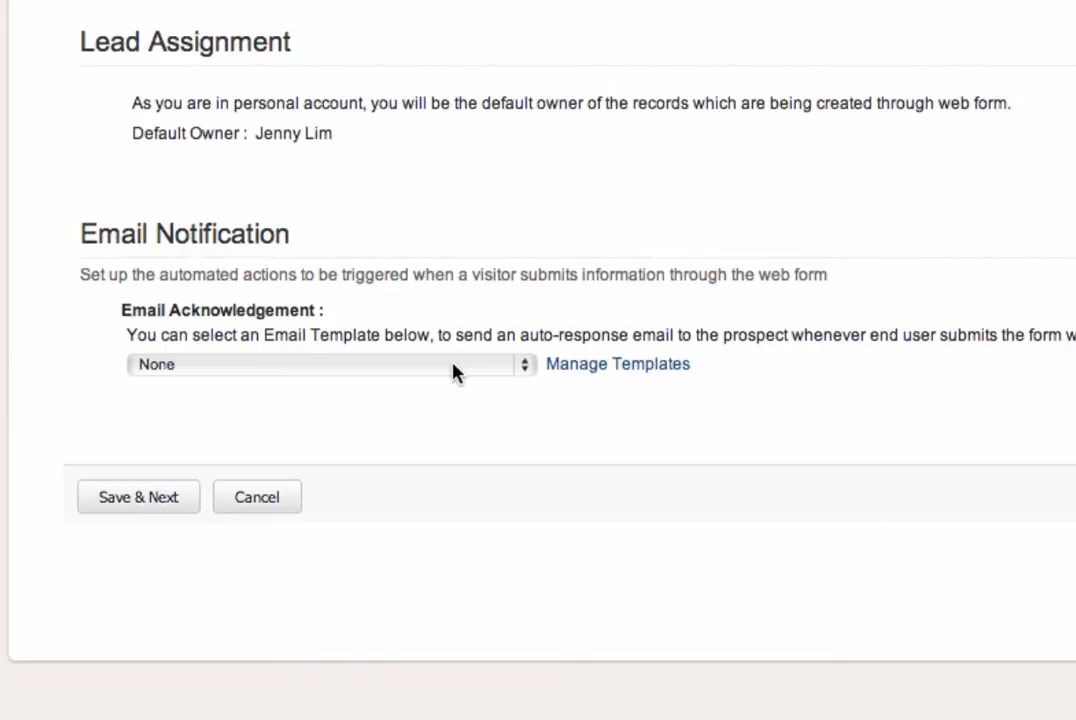 Lead Assignment
As you are in personal account, you will be the default owner of the records which are being created through web form.
Default Owner : Jenny Lim
Email Notification
Set up the automated actions to be triggered when a visitor submits information through the web form
Email Acknowledgement :
You can select an Email Template below, to send an auto-response email to the prospect whenever end user submits the form w
None Manage Templates
Save & Next Cancel